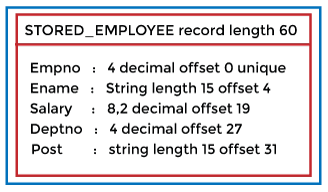 STORED_EMPLOYEE record length 60
Empno : 4 decimal offset 0 unique
Ename : String length 15 offset 4
Salary : 8,2 decimal offset 19
Deptno : 4 decimal offset 27
Post : string length 15 offset 31